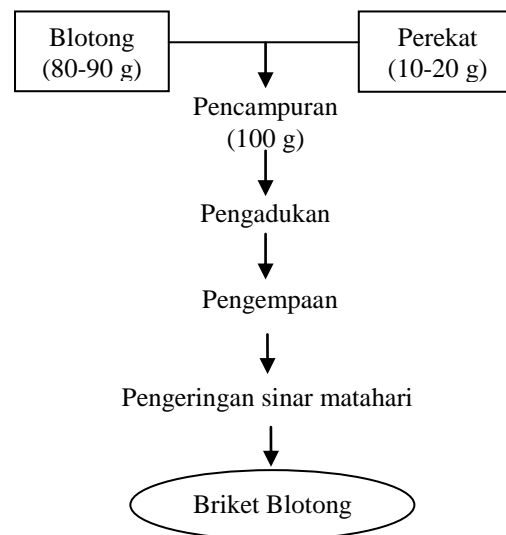 Blotong
(80-90 g)
Perekat
(10-20 g)
Pencampuran
(100 g)
Pengadukan
Pengempaan
Pengeringan sinar matahari
Briket Blotong